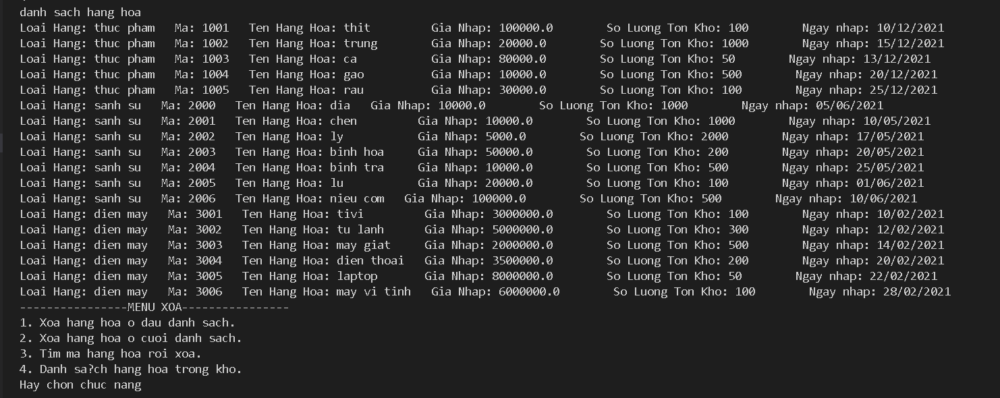 danh sach hang hoa
Loai Hang: thuc pham   Ma: 1001   Ten Hang Hoa: thit         Gia Nhap: 100000.0        So Luong Ton Kho: 100        Ngay nhap: 10/12/2021
Loai Hang: thuc pham   Ma: 1002   Ten Hang Hoa: trung        Gia Nhap: 20000.0        So Luong Ton Kho: 1000       Ngay nhap: 15/12/2021
Loai Hang: thuc pham   Ma: 1003   Ten Hang Hoa: ca           Gia Nhap: 80000.0        So Luong Ton Kho: 50        Ngay nhap: 13/12/2021
Loai Hang: thuc pham   Ma: 1004   Ten Hang Hoa: gao          Gia Nhap: 10000.0        So Luong Ton Kho: 500        Ngay nhap: 20/12/2021
Loai Hang: thuc pham   Ma: 1005   Ten Hang Hoa: rau          Gia Nhap: 30000.0        So Luong Ton Kho: 100        Ngay nhap: 25/12/2021
Loai Hang: sanh su   Ma: 2000   Ten Hang Hoa: dia   Gia Nhap: 10000.0        So Luong Ton Kho: 1000        Ngay nhap: 05/06/2021
Loai Hang: sanh su   Ma: 2001   Ten Hang Hoa: chen         Gia Nhap: 10000.0        So Luong Ton Kho: 1000        Ngay nhap: 10/05/2021
Loai Hang: sanh su   Ma: 2002   Ten Hang Hoa: ly           Gia Nhap: 5000.0        So Luong Ton Kho: 2000        Ngay nhap: 17/05/2021
Loai Hang: sanh su   Ma: 2003   Ten Hang Hoa: binh hoa     Gia Nhap: 50000.0        So Luong Ton Kho: 200        Ngay nhap: 20/05/2021
Loai Hang: sanh su   Ma: 2004   Ten Hang Hoa: binh tra     Gia Nhap: 10000.0        So Luong Ton Kho: 500        Ngay nhap: 25/05/2021
Loai Hang: sanh su   Ma: 2005   Ten Hang Hoa: lu           Gia Nhap: 20000.0        So Luong Ton Kho: 100        Ngay nhap: 01/06/2021
Loai Hang: sanh su   Ma: 2006   Ten Hang Hoa: nieu com   Gia Nhap: 100000.0        So Luong Ton Kho: 500        Ngay nhap: 10/06/2021
Loai Hang: dien may   Ma: 3001   Ten Hang Hoa: tivi         Gia Nhap: 3000000.0        So Luong Ton Kho: 100        Ngay nhap: 10/02/2021
Loai Hang: dien may   Ma: 3002   Ten Hang Hoa: tu lanh      Gia Nhap: 5000000.0        So Luong Ton Kho: 300        Ngay nhap: 12/02/2021
Loai Hang: dien may   Ma: 3003   Ten Hang Hoa: may giat     Gia Nhap: 2000000.0        So Luong Ton Kho: 500        Ngay nhap: 14/02/2021
Loai Hang: dien may   Ma: 3004   Ten Hang Hoa: dien thoai   Gia Nhap: 3500000.0        So Luong Ton Kho: 200        Ngay nhap: 20/02/2021
Loai Hang: dien may   Ma: 3005   Ten Hang Hoa: laptop       Gia Nhap: 8000000.0        So Luong Ton Kho: 50        Ngay nhap: 22/02/2021
Loai Hang: dien may   Ma: 3006   Ten Hang Hoa: may vi tinh   Gia Nhap: 6000000.0        So Luong Ton Kho: 100        Ngay nhap: 28/02/2021
----------------MENU XOA----------------
1. Xoa hang hoa o dau danh sach.
2. Xoa hang hoa o cuoi danh sach.
3. Tim ma hang hoa roi xoa.
4. Danh sa?ch hang hoa trong kho.
Hay chon chuc nang